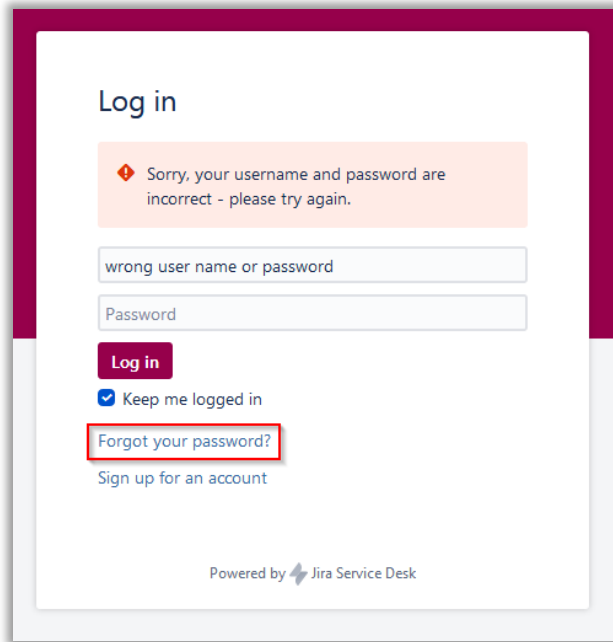 Log in
Sorry, your username and password are
incorrect - please try again.
wrong user name or password
Password
Log in
Keep me logged in
Forgot your password?
Sign up for an account
Powered by Jira Service Desk